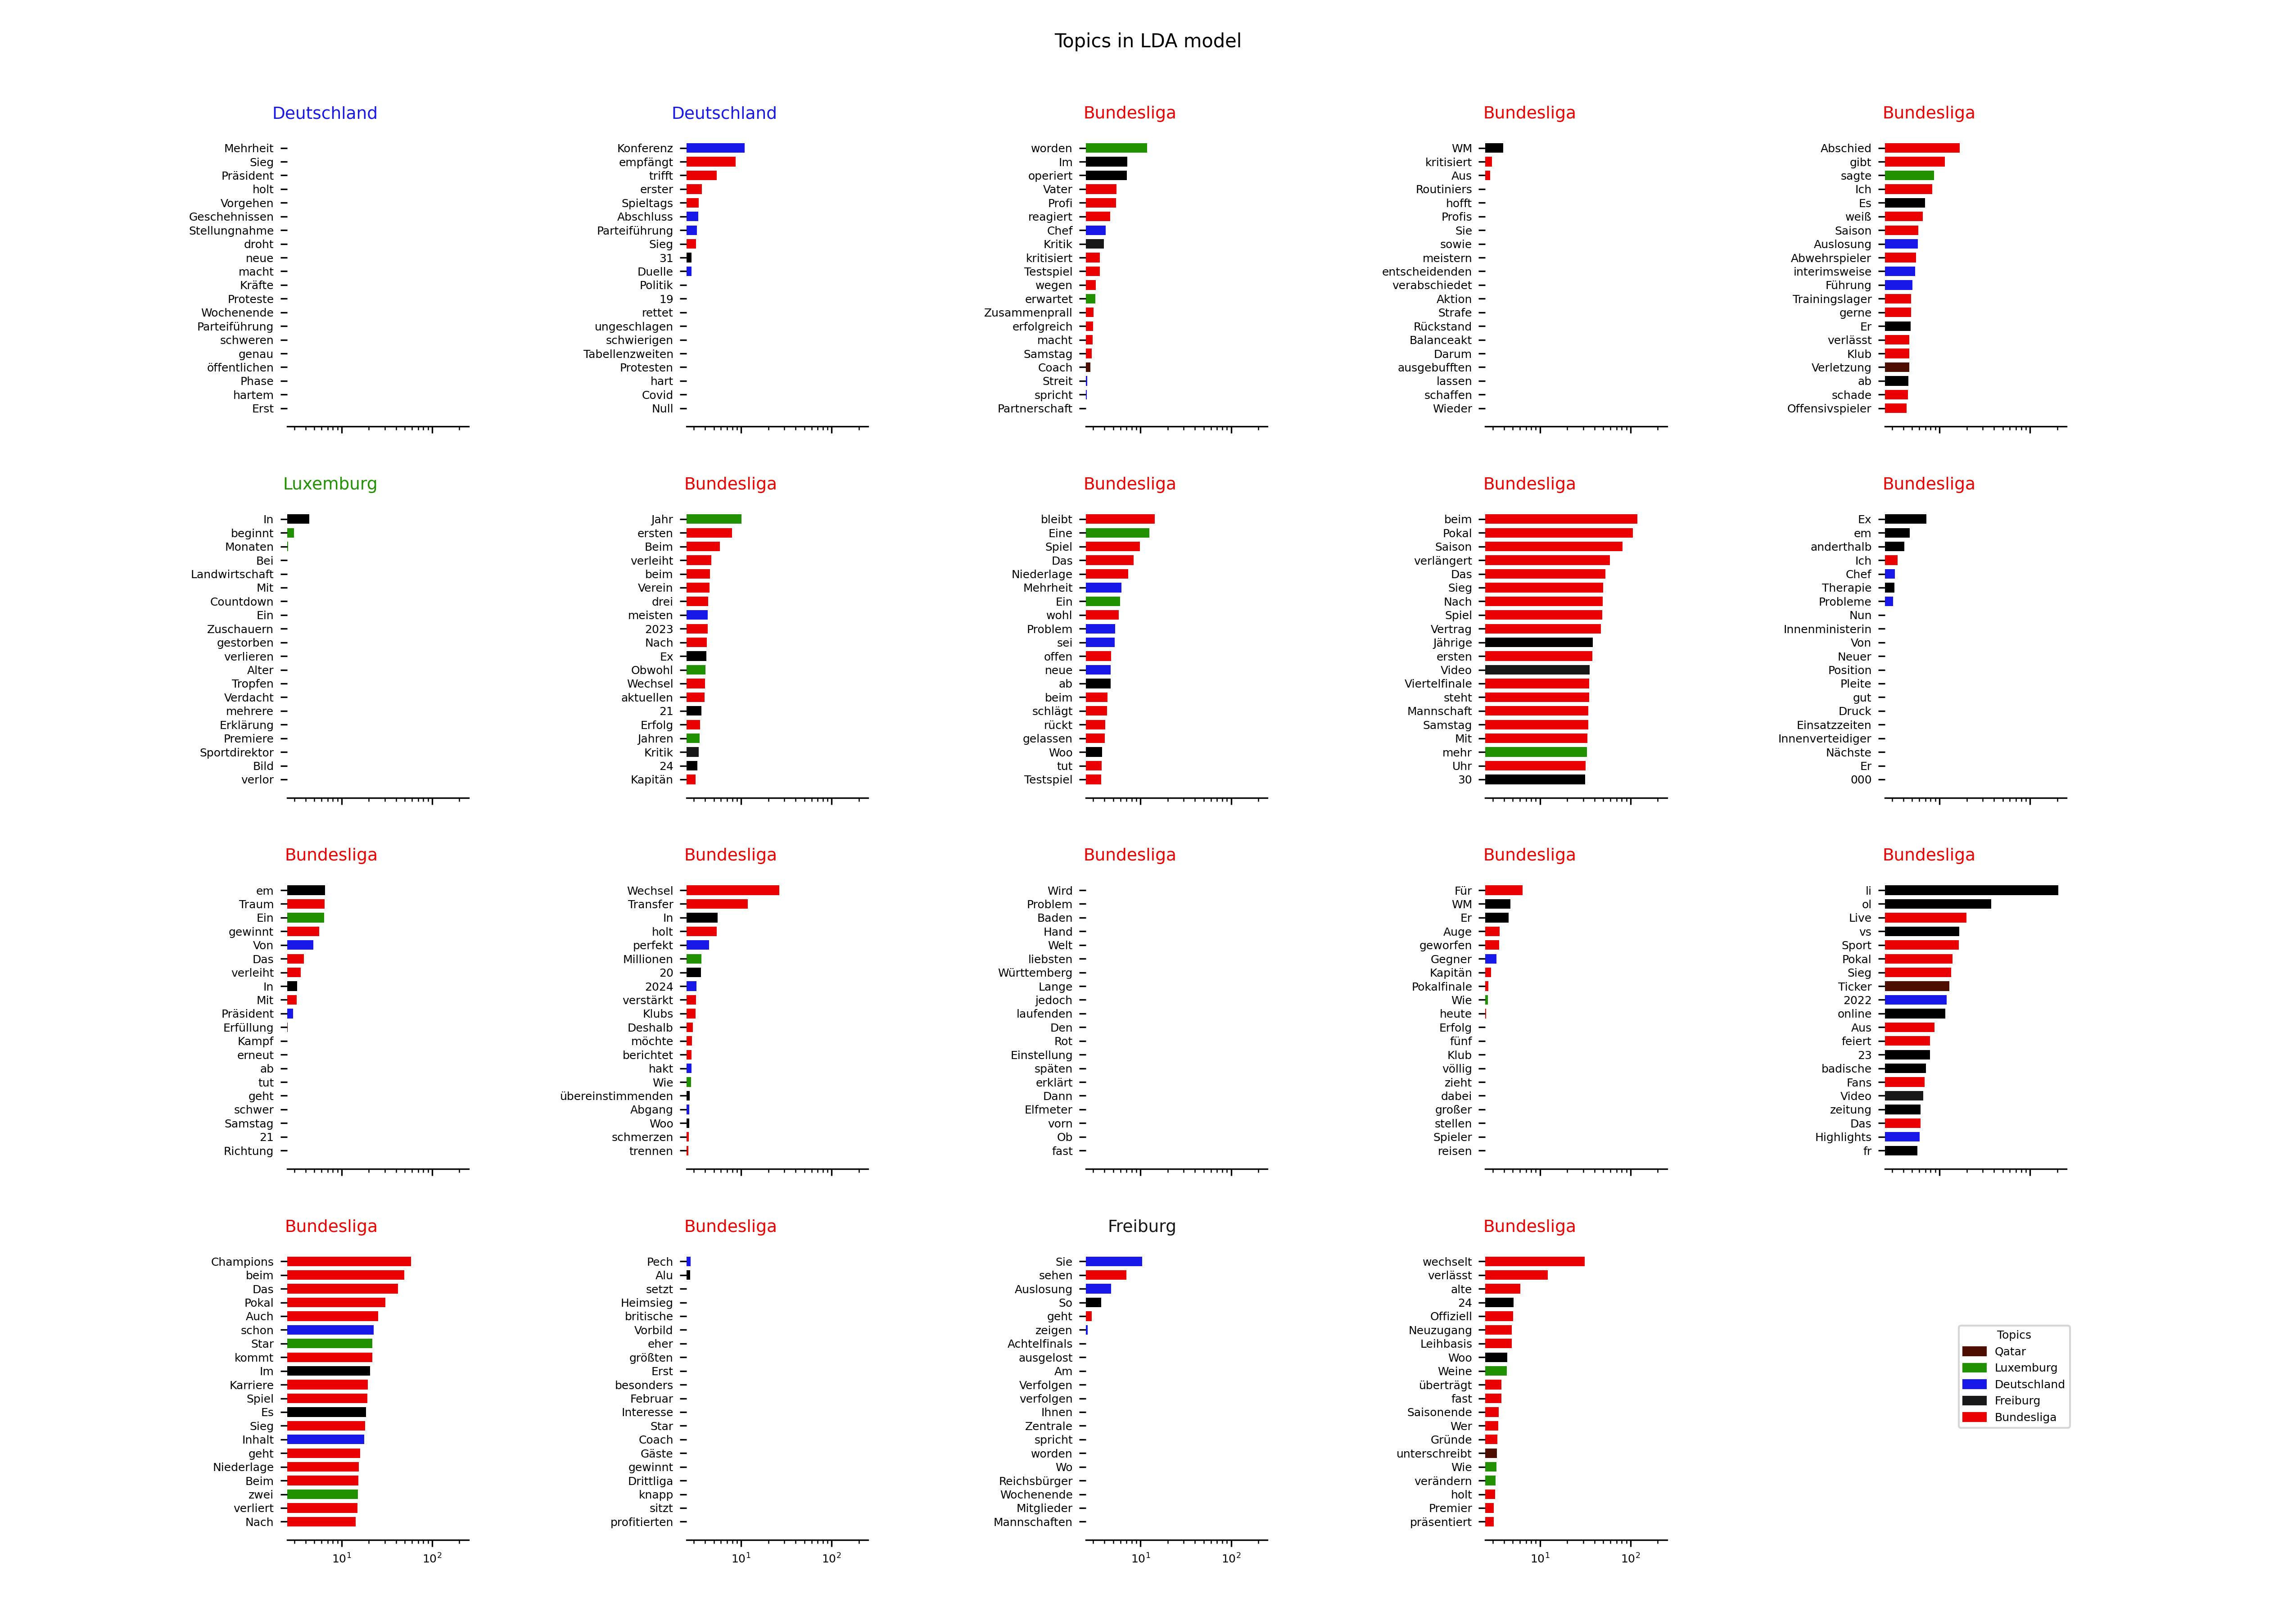 Topics in LDA model
Deutschland
Mehrheit
Sieg
Präsident
holt
Vorgehen
Geschehnissen
Stellungnahme
droht
neue
macht
Kräfte
Proteste
Wochenende
Parteiführung
schweren
genau
öffentlichen
Phase
hartem
Erst
Deutschland
Konferenz
empfängt
trifft
erster
Spieltags
Abschluss
Parteiführung
Sieg
31
Duelle
Politik
19
rettet
ungeschlagen
schwierigen
Tabellenzweiten
Protesten
hart
Covid
Null
Bundesliga
worden
Im
operiert
Vater
Profi
reagiert
Chef
Kritik
kritisiert
Testspiel
wegen
erwartet
Zusammenprall
erfolgreich
macht
Samstag
Coach
Streit
spricht
Partnerschaft
Bundesliga
WM
kritisiert
Aus
Routiniers
hofft
Profis
Sie
sowie
meistern
entscheidenden
verabschiedet
Aktion
Strafe
Rückstand
Balanceakt
Darum
ausgebufften
lassen
schaffen
Wieder
Bundesliga
Abschied
gibt
sagte
Ich
Es
weiß
Saison
Auslosung
Abwehrspieler
interimsweise
Führung
Trainingslager
gerne
Er
verlässt
Klub
Verletzung
ab
schade
Offensivspieler
Luxemburg
In
beginnt
Monaten
Bei
Landwirtschaft
Mit
Countdown
Ein
Zuschauern
gestorben
verlieren
Alter
Tropfen
Verdacht
mehrere
Erklärung
Premiere
Sportdirektor
Bild
verlor
Bundesliga
Jahr
ersten
Beim
verleiht
beim
Verein
drei
meisten
2023
Nach
Ex
Obwohl
Wechsel
aktuellen
21
Erfolg
Jahren
Kritik
24
Kapitän
Bundesliga
bleibt
Eine
Spiel
Das
Niederlage
Mehrheit
Ein
wohl
Problem
sei
offen
neue
ab
beim
schlägt
rückt
gelassen
Woo
tut
Testspiel
Bundesliga
beim
Pokal
Saison
verlängert
Das
Sieg
Nach
Spiel
Vertrag
Jährige
ersten
Video
Viertelfinale
steht
Mannschaft
Samstag
Mit
mehr
Uhr
30
Bundesliga
Ex
em
anderthalb
Ich
Chef
Therapie
Probleme
Nun
Innenministerin
Von
Neuer
Position
Pleite
gut
Druck
Einsatzzeiten
Innenverteidiger
Nächste
Er
000
Bundesliga
em
Traum
Ein
gewinnt
Von
Das
verleiht
In
Mit
Präsident
Erfüllung
Kampf
erneut
ab
tut
geht
schwer
Samstag
21
Richtung
Bundesliga
Wechsel
Transfer
In
holt
perfekt
Millionen
20
2024
verstärkt
Klubs
Deshalb
möchte
berichtet
hakt
Wie
übereinstimmenden
Abgang
Woo
schmerzen
trennen
Bundesliga
Wird
Problem
Baden
Hand
Welt
liebsten
Württemberg
Lange
jedoch
laufenden
Den
Rot
Einstellung
späten
erklärt
Dann
Elfmeter
vorn
Ob
fast
Bundesliga
Für
WM
Er
Auge
geworfen
Gegner
Kapitän
Pokalfinale
Wie
heute
Erfolg
fünf
Klub
völlig
zieht
dabei
großer
stellen
Spieler
reisen
Bundesliga
li
ol
Live
vs
Sport
Pokal
Sieg
Ticker
2022
online
Aus
feiert
23
badische
Fans
Video
zeitung
Das
Highlights
fr
Bundesliga
Champions
beim
Das
Pokal
Auch
schon
Star
kommt
Im
Karriere
Spiel
Es
Sieg
Inhalt
geht
Niederlage
Beim
zwei
verliert
Nach
10¹ 10²
Bundesliga
Pech
Alu
setzt
Heimsieg
britische
Vorbild
eher
größten
Erst
besonders
Februar
Interesse
Star
Coach
Gäste
gewinnt
Drittliga
knapp
sitzt
profitierten
10¹ 10²
Freiburg
Sie
sehen
Auslosung
So
geht
zeigen
Achtelfinals
ausgelost
Am
Verfolgen
verfolgen
Ihnen
Zentrale
spricht
worden
Wo
Reichsbürger
Wochenende
Mitglieder
Mannschaften
10¹ 10²
Bundesliga
wechselt
verlässt
alte
24
Offiziell
Neuzugang
Leihbasis
Woo
Weine
überträgt
fast
Saisonende
Wer
Gründe
unterschreibt
Wie
verändern
holt
Premier
präsentiert
10¹ 10²
Topics
Qatar
Luxemburg
Deutschland
Freiburg
Bundesliga